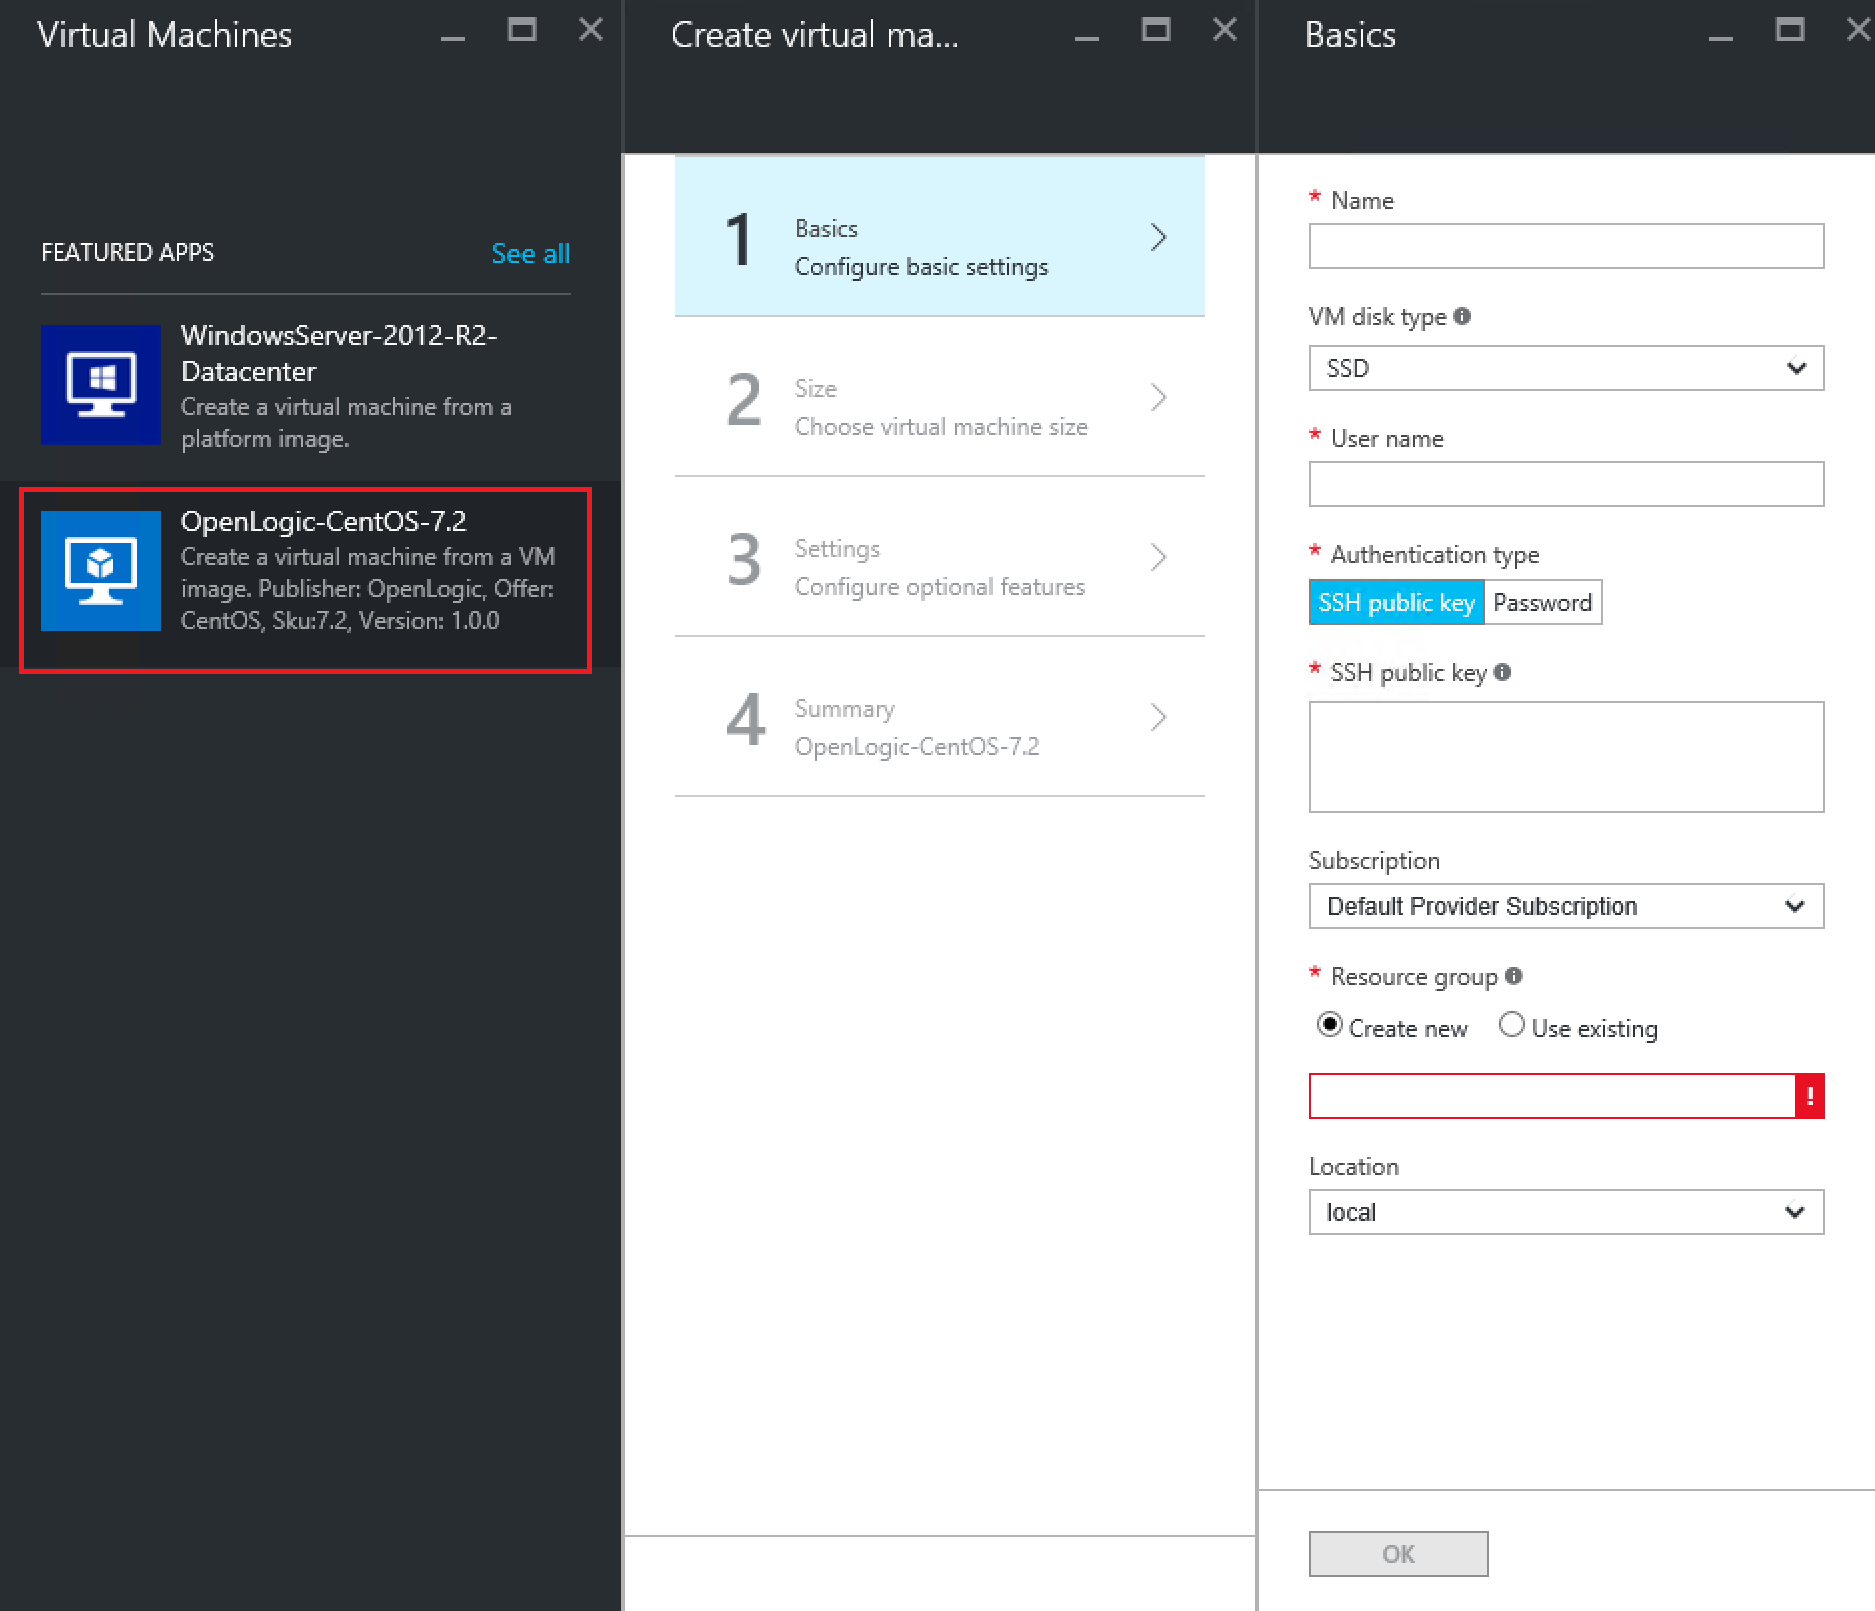 Virtual Machines
FEATURED APPS
See all
WindowsServer-2012-R2-
Datacenter
Create a virtual machine from a
platform image.
OpenLogic-CentOS-7.2
Create a virtual machine from a VM
image. Publisher: OpenLogic, Offer:
CentOS, Sku:7.2, Version: 1.0.0
Create virtual ma...
1
Basics
Configure basic settings
2
Size
Choose virtual machine size
3
Settings
Configure optional features
4
Summary
OpenLogic-CentOS-7.2
Basics
* Name
VM disk type
SSD
* User name
* Authentication type
SSH public key
Password
* SSH public key
Subscription
Default Provider Subscription
* Resource group
Create new
Use existing
!
Location
local
OK